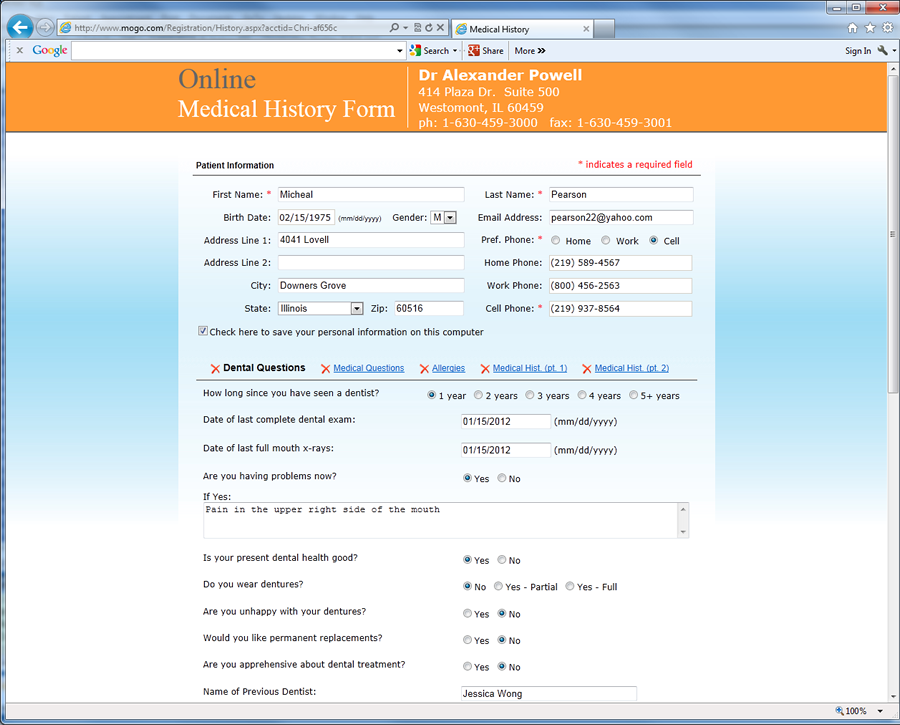 http://www.mogo.com/Registration/History.aspx?acctid=Chri-af656c
Medical History
Google Search Share More »
Sign In
Online
Medical History Form
Dr Alexander Powell
414 Plaza Dr. Suite 500
Westomont, IL 60459
ph: 1-630-459-3000 fax: 1-630-459-3001
Patient Information * indicates a required field
First Name: * Micheal Last Name: * Pearson
Birth Date: 02/15/1975 (mm/dd/yyyy) Gender: M Email Address: pearson22@yahoo.com
Address Line 1: 4041 Lovell Pref. Phone: * Home Work Cell
Address Line 2: Home Phone: (219) 589-4567
City: Downers Grove Work Phone: (800) 456-2563
State: Illinois Zip: 60516 Cell Phone: * (219) 937-8564
Check here to save your personal information on this computer
Dental Questions Medical Questions Allergies Medical Hist. (pt. 1) Medical Hist. (pt. 2)
How long since you have seen a dentist? 1 year 2 years 3 years 4 years 5+ years
Date of last complete dental exam: 01/15/2012 (mm/dd/yyyy)
Date of last full mouth x-rays: 01/15/2012 (mm/dd/yyyy)
Are you having problems now? Yes No
If Yes:
Pain in the upper right side of the mouth
Is your present dental health good? Yes No
Do you wear dentures? No Yes - Partial Yes - Full
Are you unhappy with your dentures? Yes No
Would you like permanent replacements? Yes No
Are you apprehensive about dental treatment? Yes No
Name of Previous Dentist: Jessica Wong
100%